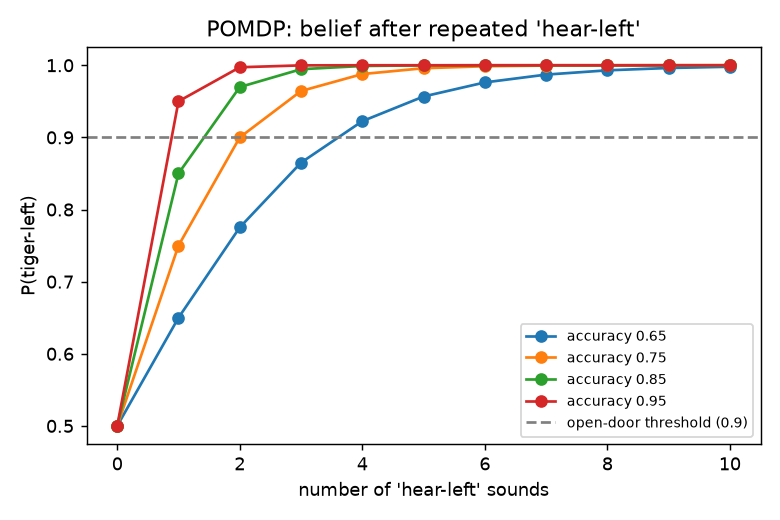 POMDP: belief after repeated 'hear-left'
P(tiger-left)
1.0
0.9
0.8
0.7
0.6
0.5
0 2 4 6 8 10
number of 'hear-left' sounds
accuracy 0.65
accuracy 0.75
accuracy 0.85
accuracy 0.95
open-door threshold (0.9)